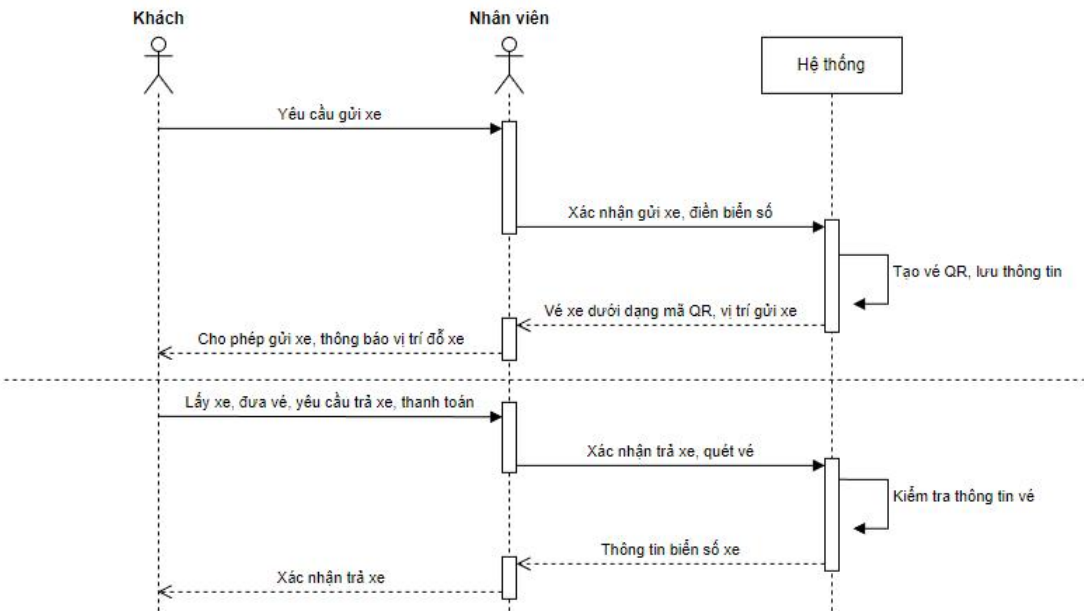 Khách
Nhân viên
Hệ thống
Yêu cầu gửi xe
Xác nhận gửi xe, điền biển số
Tạo vé QR, lưu thông tin
Vé xe dưới dạng mã QR, vị trí gửi xe
Cho phép gửi xe, thông báo vị trí đỗ xe
Lấy xe, đưa vé, yêu cầu trả xe, thanh toán
Xác nhận trả xe, quét vé
Kiểm tra thông tin vé
Thông tin biển số xe
Xác nhận trả xe